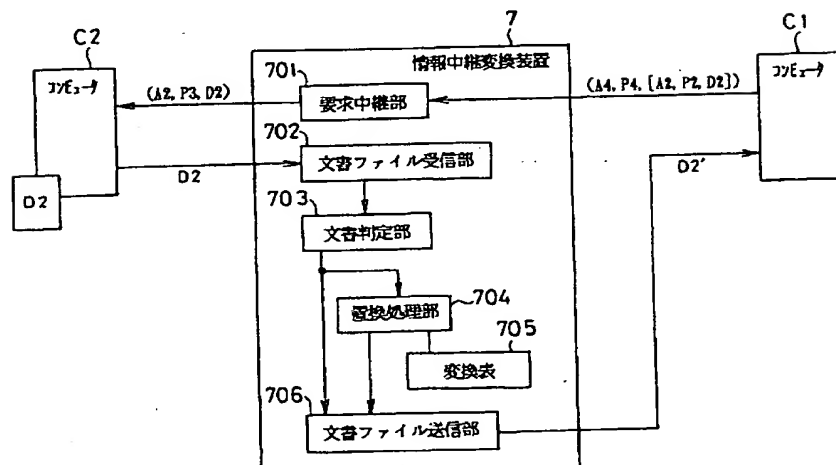 7
C2
C1
情報中継変換装置
701
コンピュータ
コンピュータ
(A2, P3, D2)
(A4, P4, [A2, P2, D2])
要求中継部
702
文書ファイル受信部
D2
D2
D2'
703
文書判定部
704
置換処理部
705
変換表
706
文書ファイル送信部